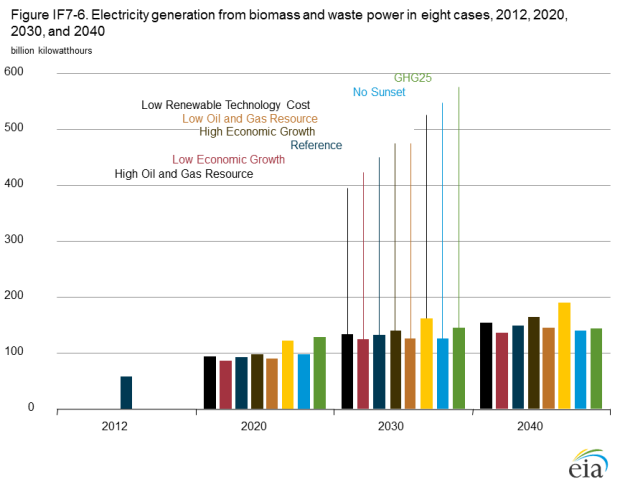 Figure IF7-6. Electricity generation from biomass and waste power in eight cases, 2012, 2020,
2030, and 2040
billion kilowatthours
600
GHG25
No Sunset
Low Renewable Technology Cost
Low Oil and Gas Resource
500
High Economic Growth
Reference
Low Economic Growth
High Oil and Gas Resource
400
300
200
100
0
2012 2020 2030 2040
eia